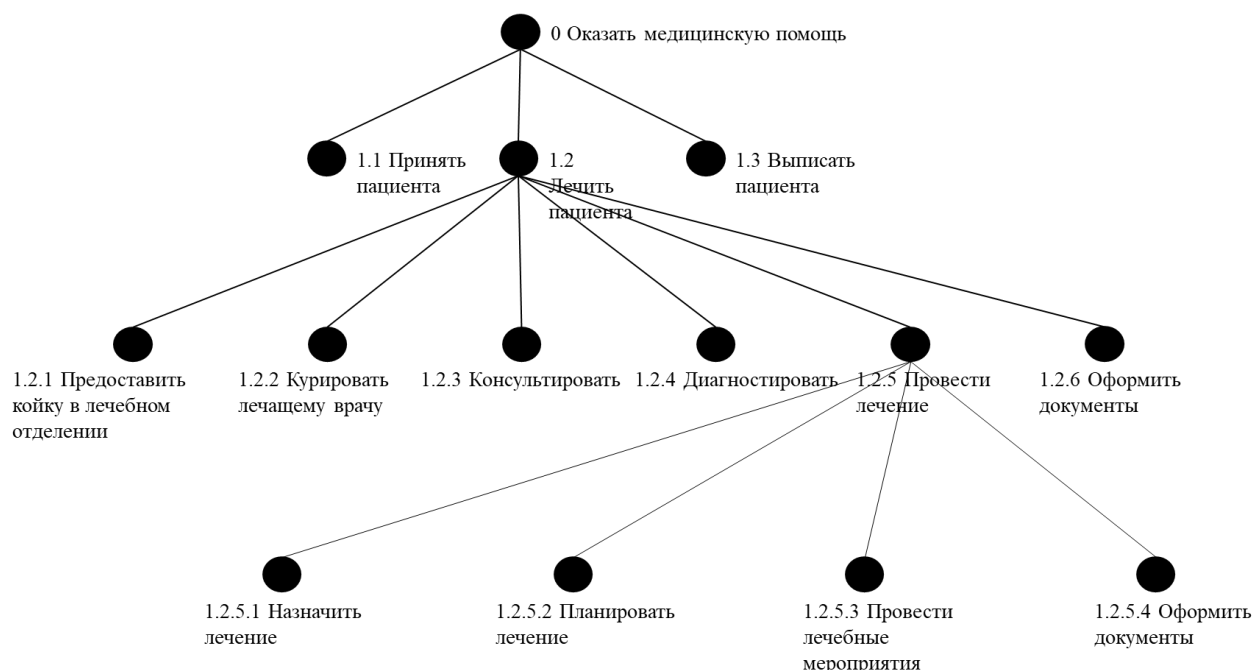 0 Оказать медицинскую помощь
1.1 Принять
пациента
1.2
Лечить
пациента
1.3 Выписать
пациента
1.2.1 Предоставить
койку в лечебном
отделении
1.2.2 Курировать
лечащему врачу
1.2.3 Консультировать
1.2.4 Диагностировать
1.2.5 Провести
лечение
1.2.6 Оформить
документы
1.2.5.1 Назначить
лечение
1.2.5.2 Планировать
лечение
1.2.5.3 Провести
лечебные
мероприятия
1.2.5.4 Оформить
документы